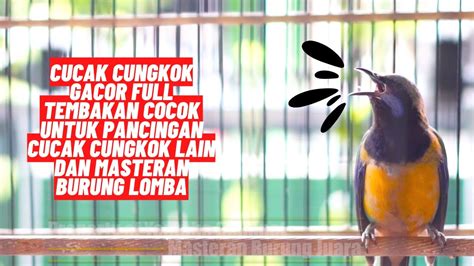 CUCAK CUNGKOK
GACOR FULL
TEMBAKAN COCOK
UNTUK PANCINGAN
CUCAK CUNGKOK LAIN
DAN MASTERAN
BURUNG LOMBA
Masteran Burung Juara